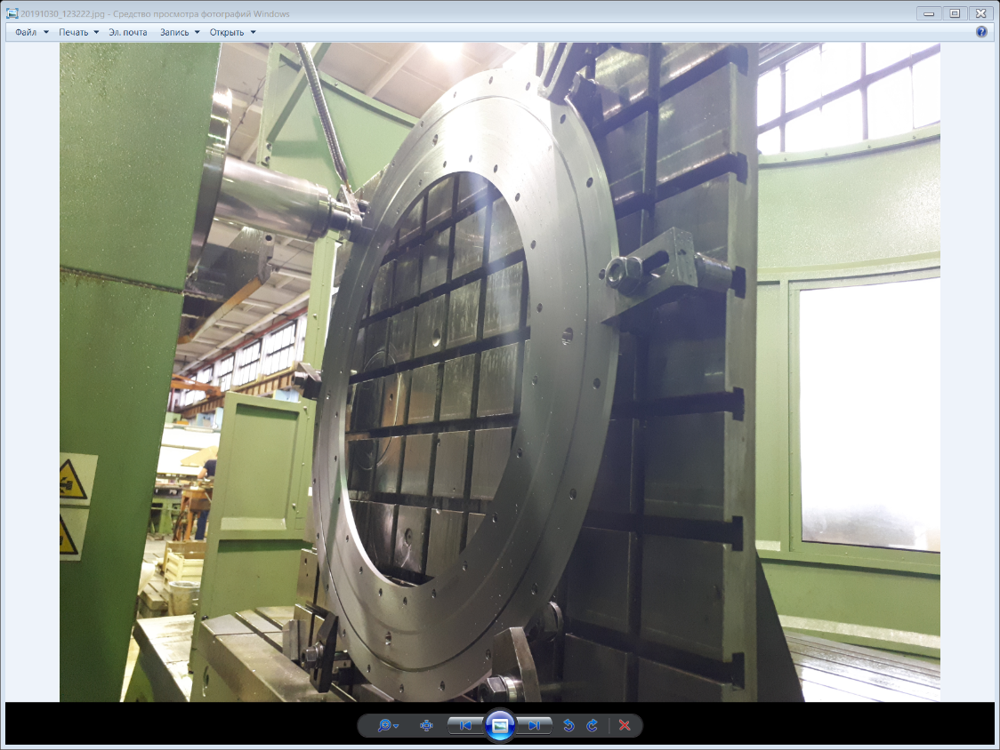 20191030_123222.jpg - Средство просмотра фотографий Windows
Файл Печать Эл. почта Запись Открыть